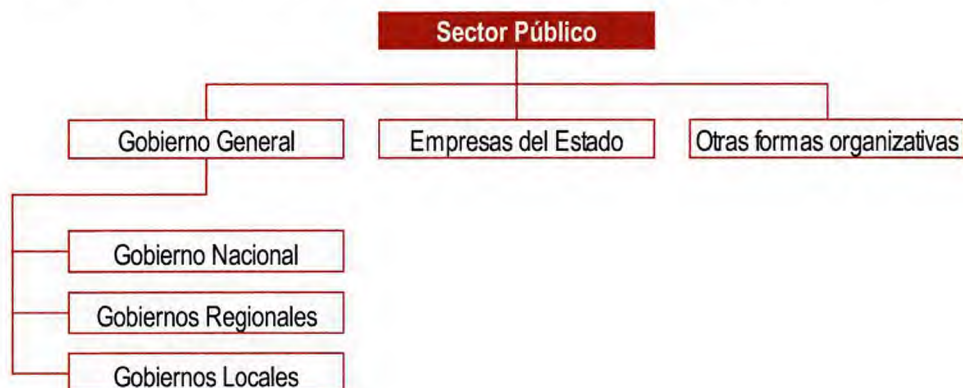 Sector Público
Gobierno General
Empresas del Estado
Otras formas organizativas
Gobierno Nacional
Gobiernos Regionales
Gobiernos Locales